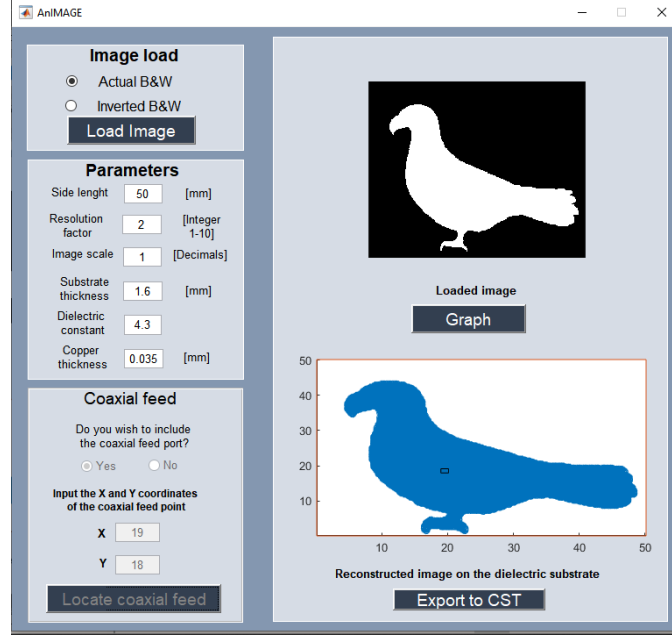 AnIMAGE
Image load
Actual B&W
Inverted B&W
Load Image
Parameters
Side lenght 50 [mm]
Resolution
factor 2 [Integer
1-10]
Image scale 1 [Decimals]
Substrate
thickness 1.6 [mm]
Dielectric
constant 4.3
Copper
thickness 0.035 [mm]
Coaxial feed
Do you wish to include
the coaxial feed port?
Yes No
Input the X and Y coordinates
of the coaxial feed point
X 19
Y 18
Locate coaxial feed
Loaded image
Graph
50
40
30
20
10
10 20 30 40 50
Reconstructed image on the dielectric substrate
Export to CST